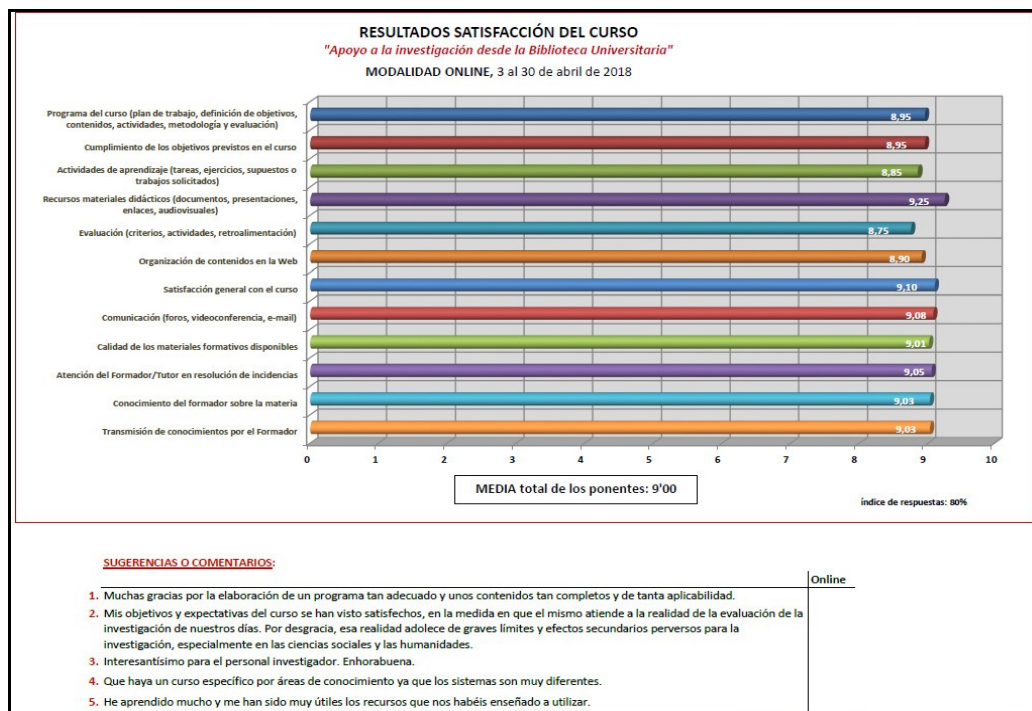 RESULTADOS SATISFACCIÓN DEL CURSO
"Apoyo a la investigación desde la Biblioteca Universitaria"
MODALIDAD ONLINE, 3 al 30 de abril de 2018
Programa del curso (plan de trabajo, definición de objetivos,
contenidos, actividades, metodología y evaluación)
8,95
Cumplimiento de los objetivos previstos en el curso
8,95
Actividades de aprendizaje (tareas, ejercicios, supuestos o
trabajos solicitados)
8,85
Recursos materiales didácticos (documentos, presentaciones,
enlaces, audiovisuales)
9,25
Evaluación (criterios, actividades, retroalimentación)
8,75
Organización de contenidos en la Web
8,90
Satisfacción general con el curso
9,10
Comunicación (foros, videoconferencia, e-mail)
9,08
Calidad de los materiales formativos disponibles
9,01
Atención del Formador/Tutor en resolución de incidencias
9,05
Conocimiento del formador sobre la materia
9,03
Transmisión de conocimientos por el Formador
9,03
0 1 2 3 4 5 6 7 8 9 10
MEDIA total de los ponentes: 9'00
índice de respuestas: 80%
SUGERENCIAS O COMENTARIOS:
Online
1. Muchas gracias por la elaboración de un programa tan adecuado y unos contenidos tan completos y de tanta aplicabilidad.
2. Mis objetivos y expectativas del curso se han visto satisfechos, en la medida en que el mismo atiende a la realidad de la evaluación de la
investigación de nuestros días. Por desgracia, esa realidad adolece de graves límites y efectos secundarios perversos para la
investigación, especialmente en las ciencias sociales y las humanidades.
3. Interesantísimo para el personal investigador. Enhorabuena.
4. Que haya un curso específico por áreas de conocimiento ya que los sistemas son muy diferentes.
5. He aprendido mucho y me han sido muy útiles los recursos que nos habéis enseñado a utilizar.